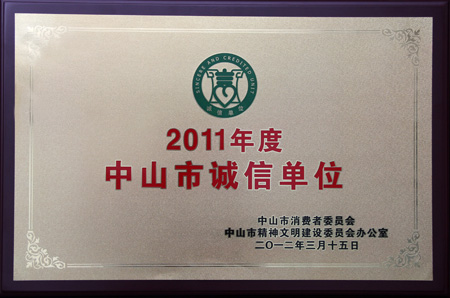 SINCERE AND CREDITED UNIT
诚信单位
2011年度
中山市诚信单位
中山市消费者委员会
中山市精神文明建设委员会办公室
二〇一二年三月十五日